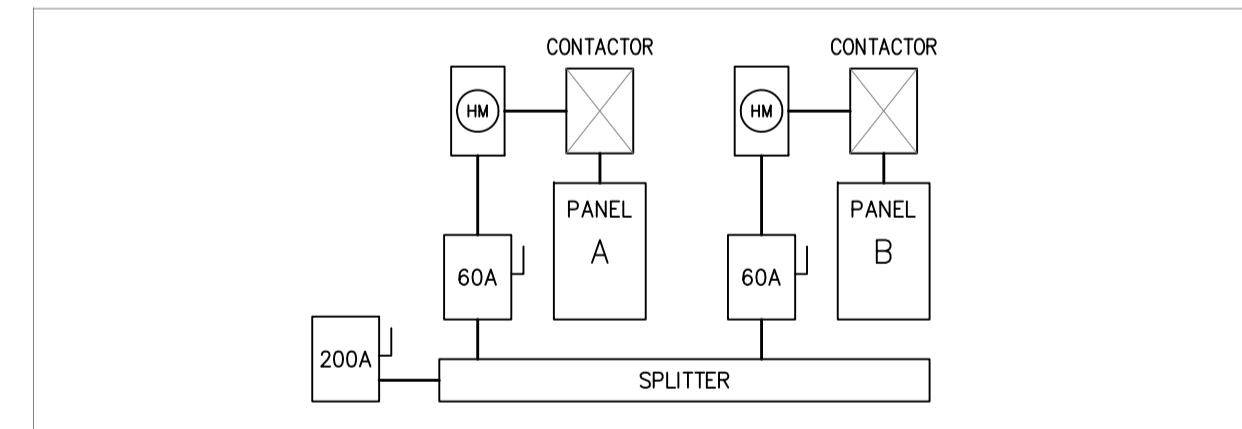 CONTACTOR CONTACTOR
HM HM
PANEL PANEL
A B
60A 60A
200A
SPLITTER